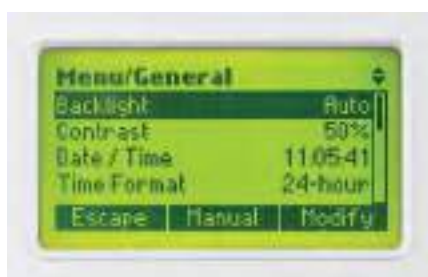 Menu/General
Backlight Auto
Contrast 50%
Date / Time 11:05:41
Time Format 24-hour
Escape Manual Modify